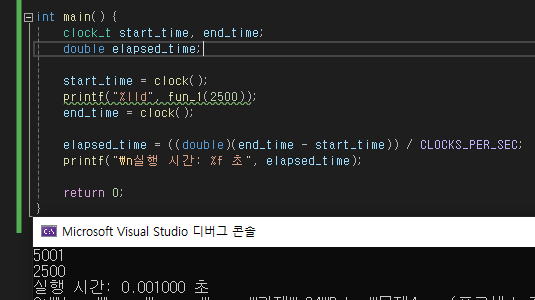 int main() {
clock_t start_time, end_time;
double elapsed_time;
start_time = clock();
printf("%lld", fun_1(2500));
end_time = clock();
elapsed_time = ((double)(end_time - start_time)) / CLOCKS_PER_SEC;
printf("₩n실행 시간: %f 초", elapsed_time);
return 0;
}
Microsoft Visual Studio 디버그 콘솔
5001
2500
실행 시간: 0.001000 초